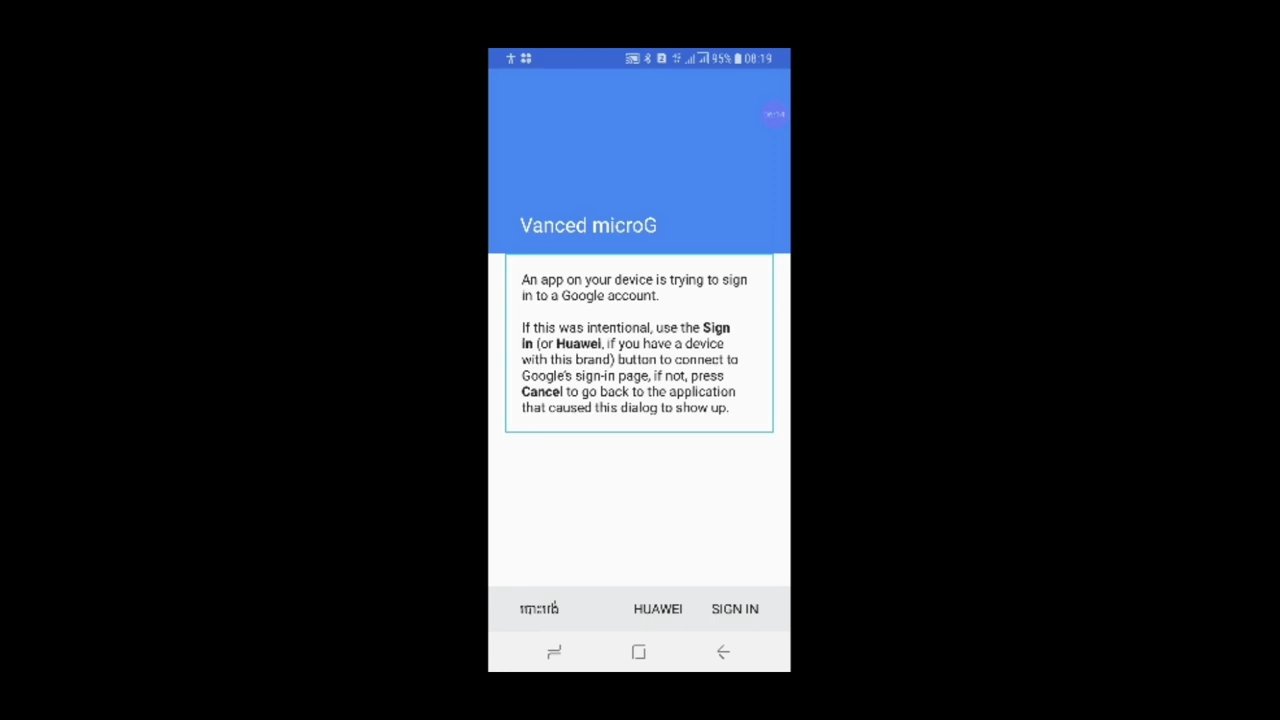 95% 08:19
Vanced microG
An app on your device is trying to sign
in to a Google account.
If this was intentional, use the Sign
in (or Huawei, if you have a device
with this brand) button to connect to
Google's sign-in page, if not, press
Cancel to go back to the application
that caused this dialog to show up.
HUAWEI SIGN IN